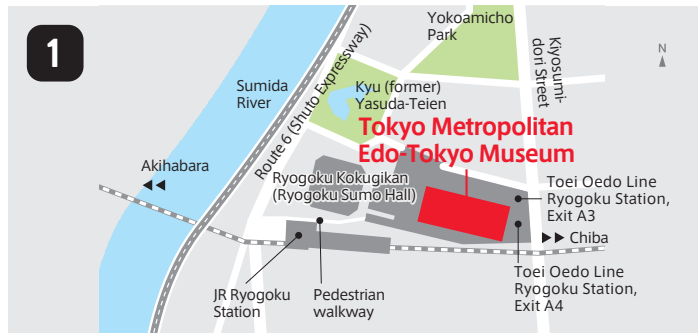 1
Yokoamicho
Park
Kiyosumi-
dori Street
N
Sumida
River
Route 6 (Shuto Expressway)
Kyu (former)
Yasuda-Teien
Tokyo Metropolitan
Edo-Tokyo Museum
Akihabara
Ryogoku Kokugikan
(Ryogoku Sumo Hall)
Toei Oedo Line
Ryogoku Station,
Exit A3
Chiba
Toei Oedo Line
Ryogoku Station,
Exit A4
JR Ryogoku
Station
Pedestrian
walkway